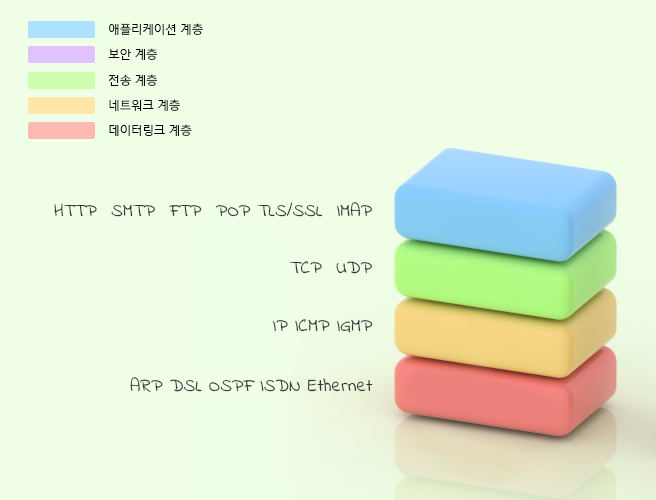 애플리케이션 계층
보안 계층
전송 계층
네트워크 계층
데이터링크 계층
HTTP SMTP FTP POP TLS/SSL IMAP
TCP UDP
IP ICMP IGMP
ARP DSL OSPF ISDN Ethernet